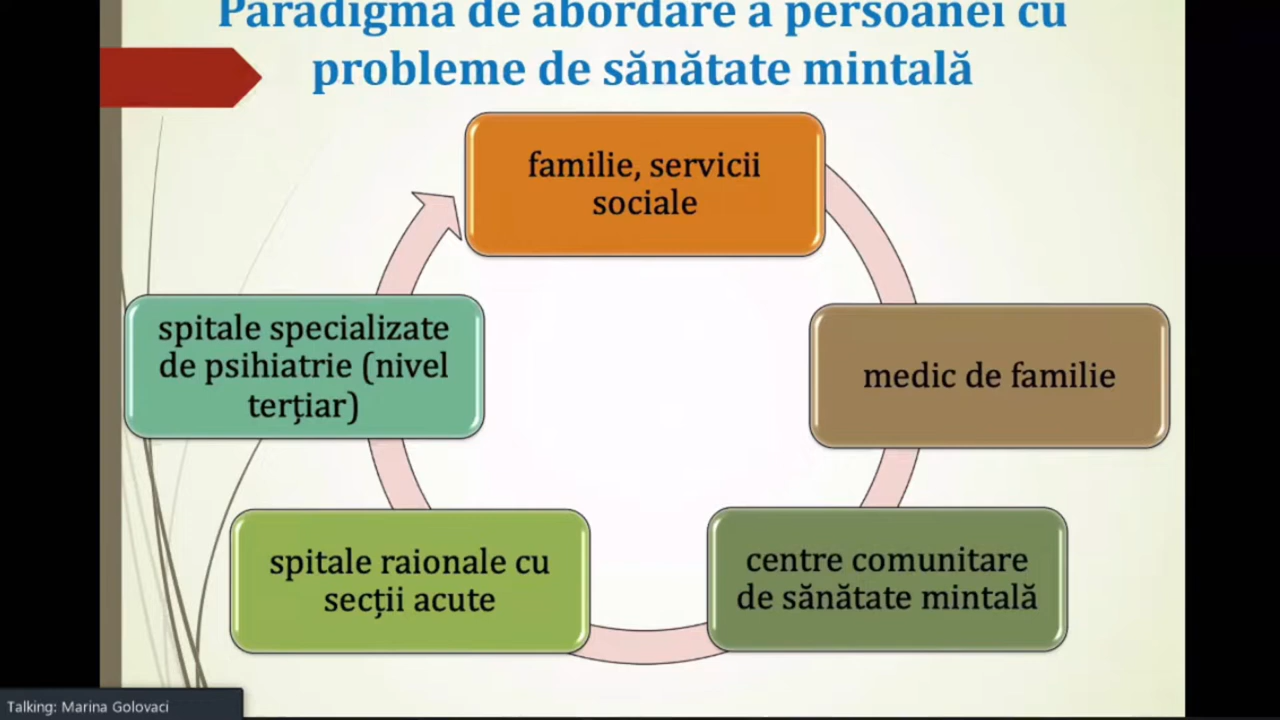 Paradigma de abordare a persoanei cu
probleme de sănătate mintală
familie, servicii
sociale
medic de familie
centre comunitare
de sănătate mintală
spitale raionale cu
secții acute
spitale specializate
de psihiatrie (nivel
terțiar)
Talking: Marina Golovaci